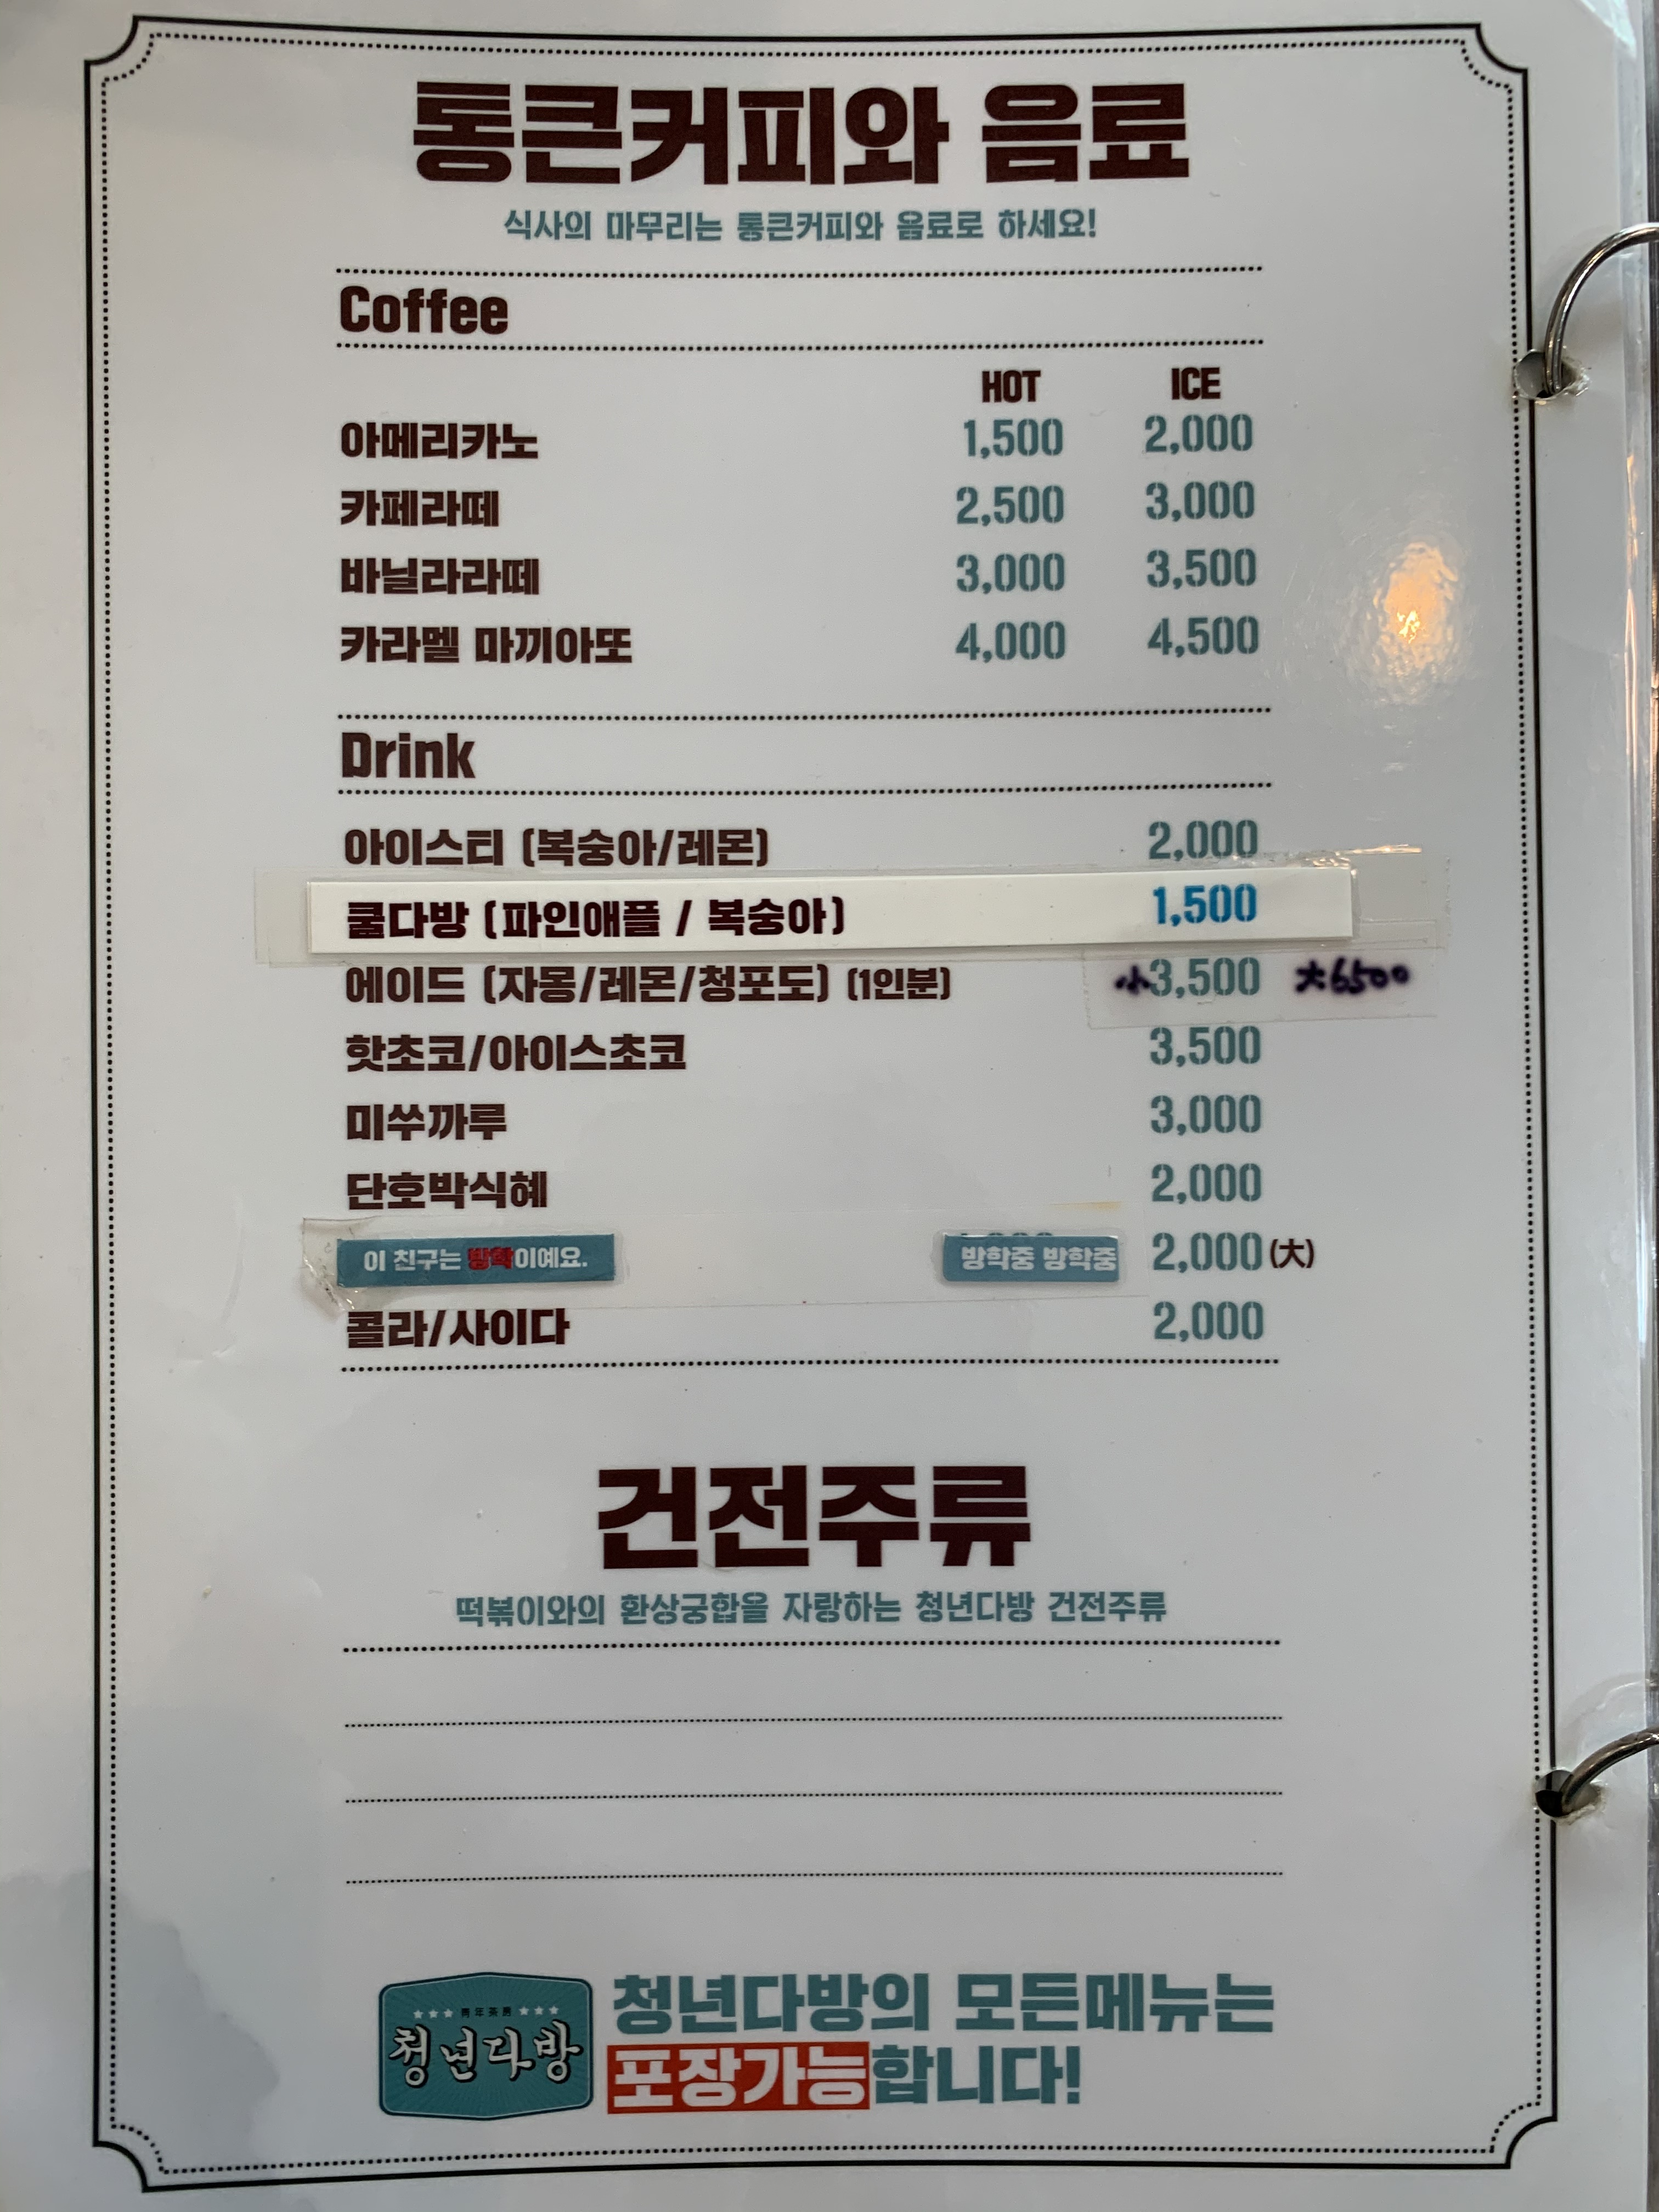 통큰커피와 음료
식사의 마무리는 통큰커피와 음료로 하세요!
Coffee
HOT ICE
아메리카노 1,500 2,000
카페라떼 2,500 3,000
바닐라라떼 3,000 3,500
카라멜 마끼아또 4,000 4,500
Drink
아이스티 (복숭아/레몬) 2,000
쿨다방 (파인애플 / 복숭아) 1,500
에이드 (자몽/레몬/청포도) (1인분) 小3,500 大6500
핫초코/아이스초코 3,500
미쑤까루 3,000
단호박식혜 2,000
이 친구는 방학이예요. 방학중 방학중 2,000(大)
콜라/사이다 2,000
건전주류
떡볶이와의 환상궁합을 자랑하는 청년다방 건전주류
靑年茶房
청년다방
청년다방의 모든메뉴는
포장가능합니다!